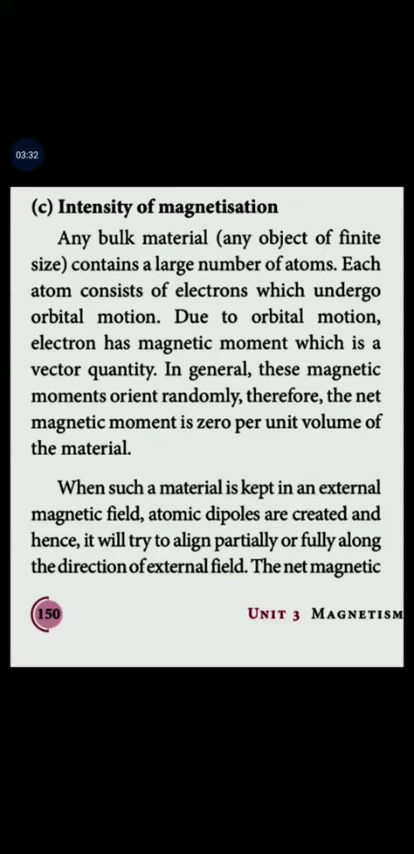 03:32
(c) Intensity of magnetisation
Any bulk material (any object of finite
size) contains a large number of atoms. Each
atom consists of electrons which undergo
orbital motion. Due to orbital motion,
electron has magnetic moment which is a
vector quantity. In general, these magnetic
moments orient randomly, therefore, the net
magnetic moment is zero per unit volume of
the material.
When such a material is kept in an external
magnetic field, atomic dipoles are created and
hence, it will try to align partially or fully along
the direction of external field. The net magnetic
150 UNIT 3 MAGNETISM